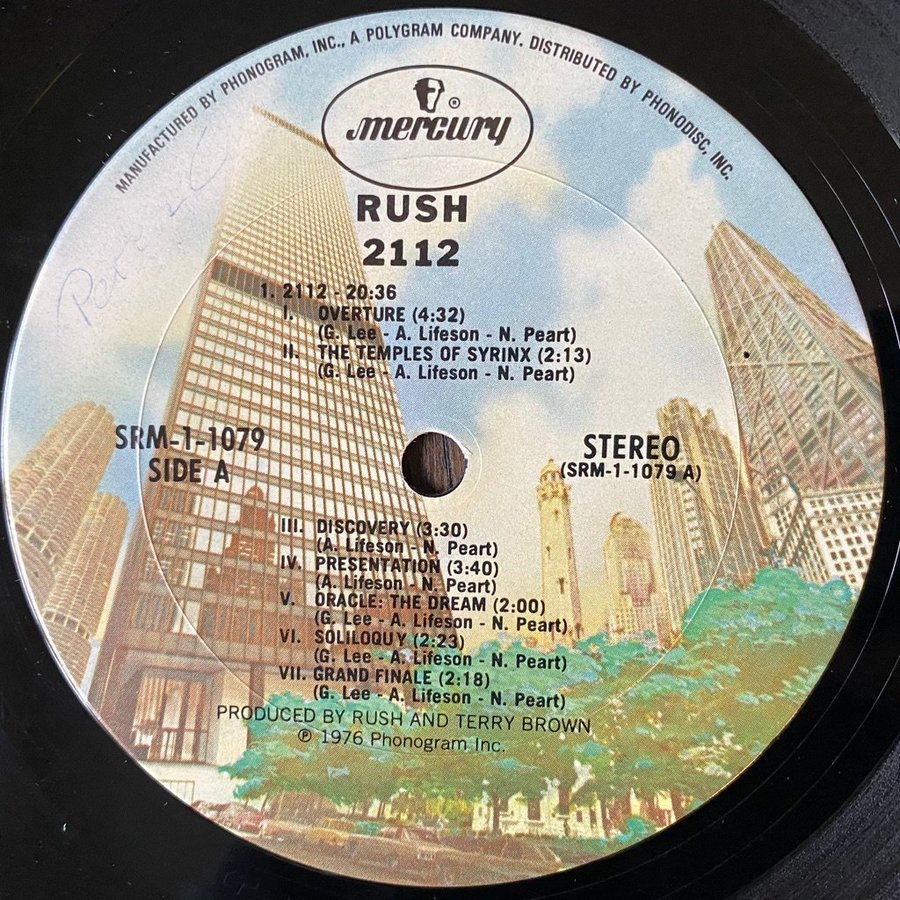 MANUFACTURED BY PHONOGRAM, INC., A POLYGRAM COMPANY. DISTRIBUTED BY PHONODISC, INC.
®
mercury
RUSH
2112
1. 2112 - 20:36
I. OVERTURE (4:32)
(G. Lee - A. Lifeson - N. Peart)
II. THE TEMPLES OF SYRINX (2:13)
(G. Lee - A. Lifeson - N. Peart)
SRM-1-1079
SIDE A
STEREO
(SRM-1-1079 A)
III. DISCOVERY (3:30)
(A. Lifeson - N. Peart)
IV. PRESENTATION (3:40)
(A. Lifeson - N. Peart)
V. ORACLE: THE DREAM (2:00)
(G. Lee - A. Lifeson - N. Peart)
VI. SOLILOQUY (2:23)
(G. Lee - A. Lifeson - N. Peart)
VII. GRAND FINALE (2:18)
(G. Lee - A. Lifeson - N. Peart)
PRODUCED BY RUSH AND TERRY BROWN
℗ 1976 Phonogram Inc.